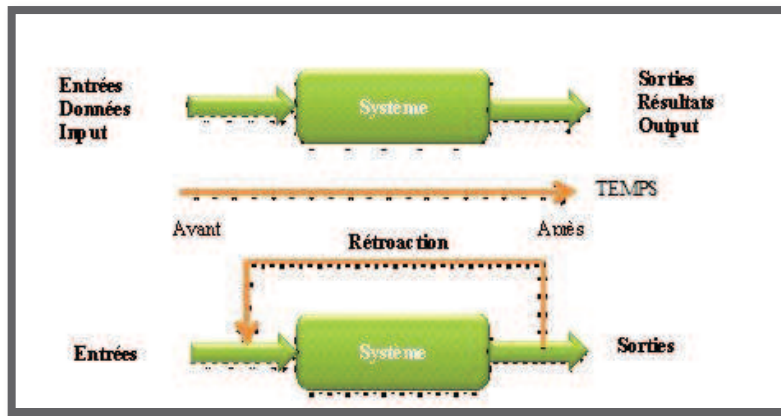 Entrées
Données
Input
Système
Sorties
Résultats
Output
TEMPS
Avant
Après
Rétroaction
Entrées
Système
Sorties